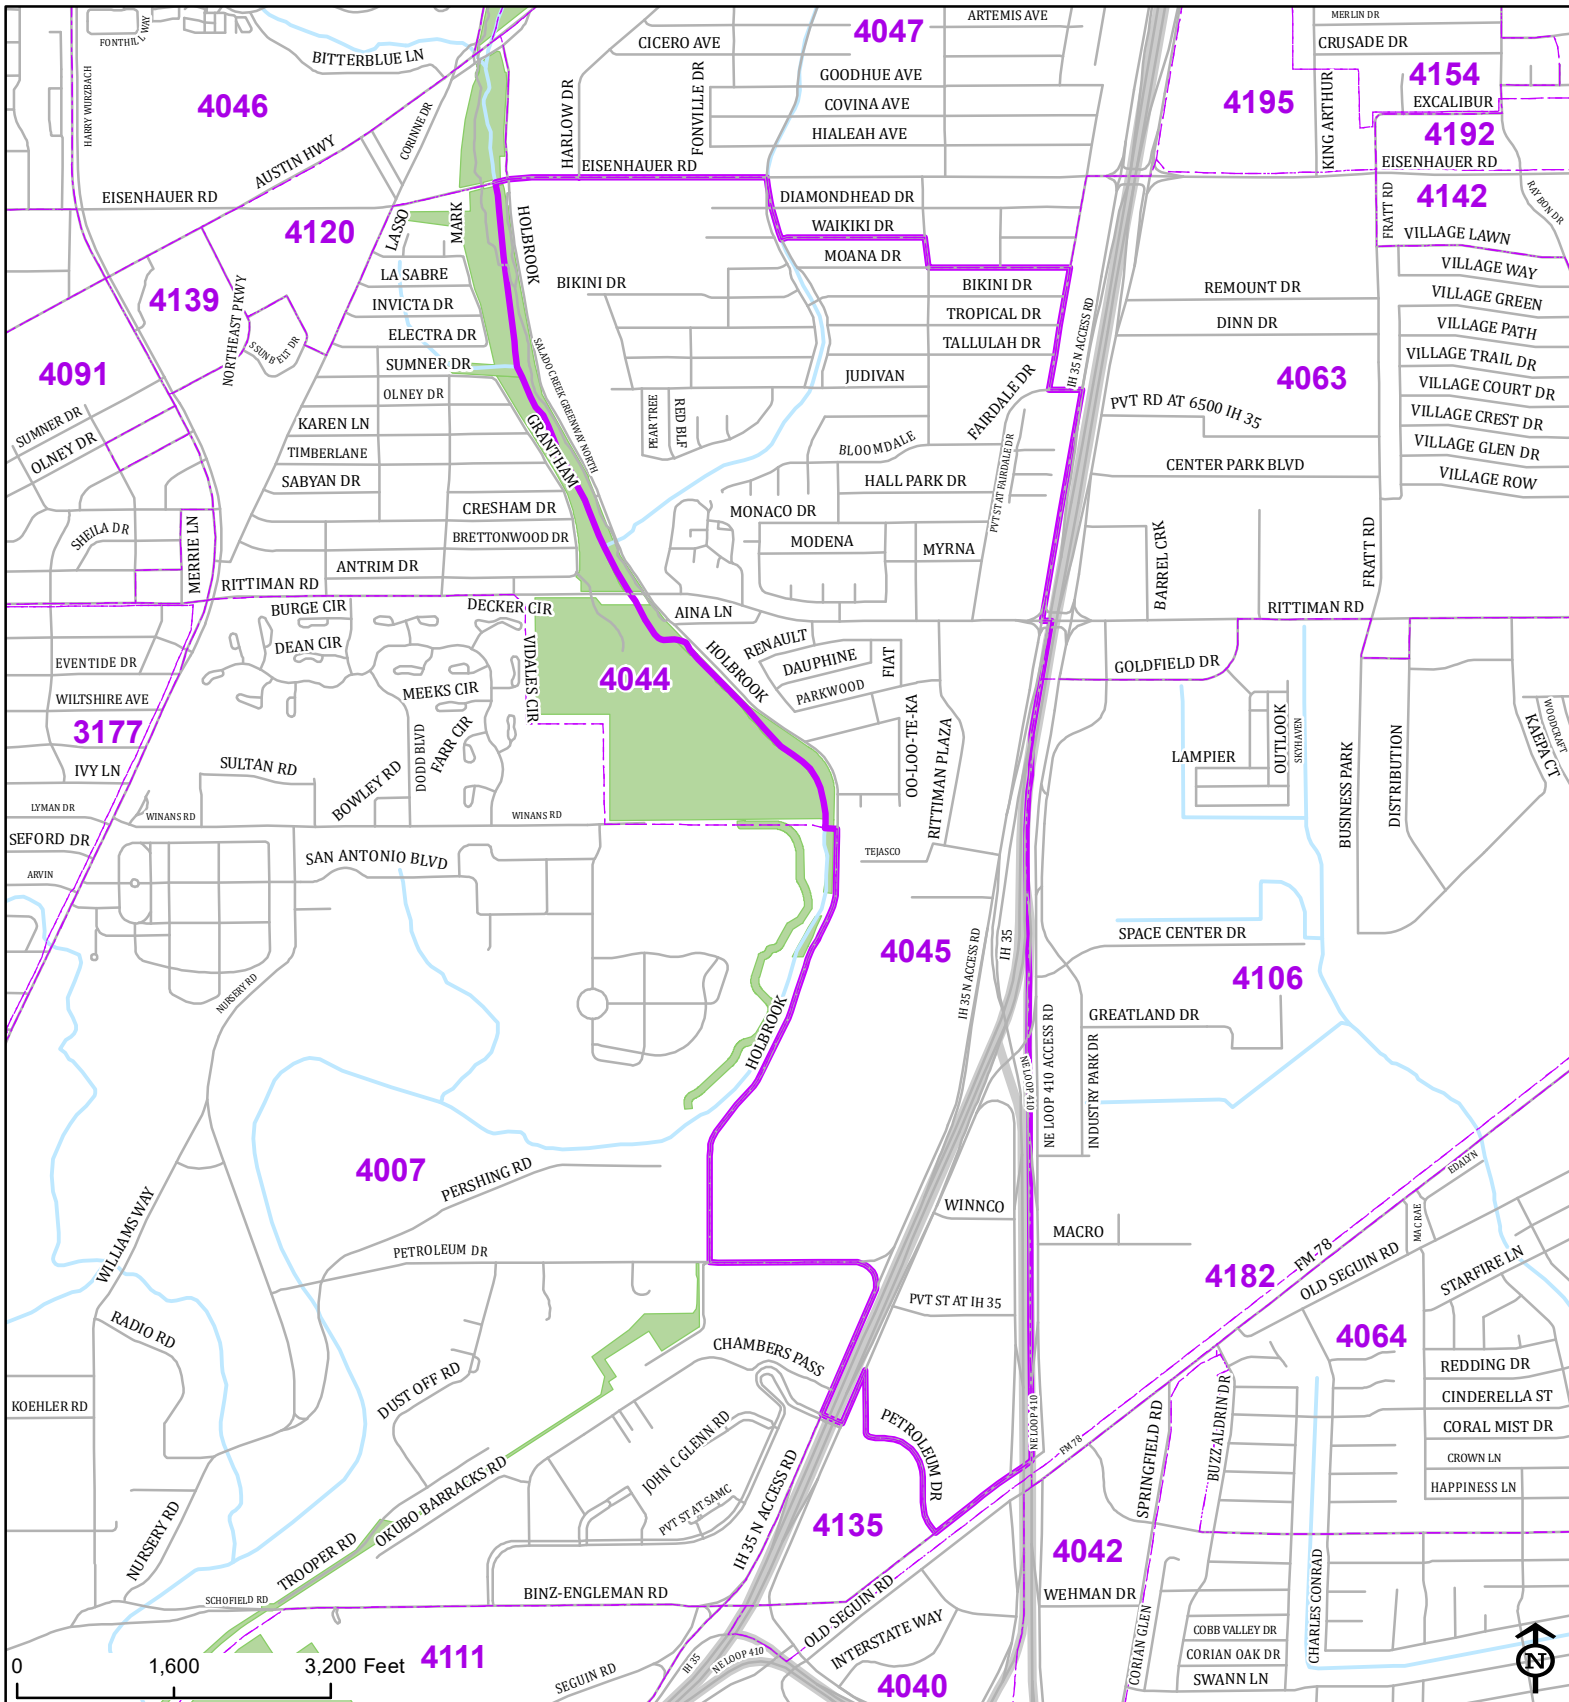 FONTHILL WAY
BITTERBLUE LN
HARRY WURZBACH
4046
AUSTIN HWY
CORINNE DR
EISENHAUER RD
CICERO AVE
4047
ARTEMIS AVE
HARLOW DR
FONVILLE DR
GOODHUE AVE
COVINA AVE
HIALEAH AVE
EISENHAUER RD
4195
MERLIN DR
CRUSADE DR
4154
KING ARTHUR
EXCALIBUR
4192
EISENHAUER RD
4142
FRATT RD
RAY BON DR
VILLAGE LAWN
4120
LASSO
MARK
HOLBROOK
DIAMONDHEAD DR
WAIKIKI DR
MOANA DR
4139
NORTHEAST PKWY
S SUNBELT DR
LA SABRE
INVICTA DR
ELECTRA DR
SUMNER DR
OLNEY DR
BIKINI DR
BIKINI DR
TROPICAL DR
TALLULAH DR
JUDIVAN
IH 35 N ACCESS RD
REMOUNT DR
DINN DR
VILLAGE WAY
VILLAGE GREEN
VILLAGE PATH
VILLAGE TRAIL DR
VILLAGE COURT DR
VILLAGE CREST DR
VILLAGE GLEN DR
VILLAGE ROW
4091
4063
SUMNER DR
OLNEY DR
KAREN LN
TIMBERLANE
SABYAN DR
GRANTHAM
SALADO CREEK GREENWAY NORTH
PEAR TREE
RED BLF
FAIRDALE DR
BLOOMDALE
HALL PARK DR
PVT ST AT FAIRDALE DR
PVT RD AT 6500 IH 35
CENTER PARK BLVD
CRESHAM DR
BRETTONWOOD DR
MONACO DR
MODENA
MYRNA
SHEILA DR
MERRIE LN
ANTRIM DR
RITTIMAN RD
BARREL CRK
FRATT RD
RITTIMAN RD
BURGE CIR
DECKER CIR
DEAN CIR
AINA LN
EVENTIDE DR
VIDALES CIR
4044
HOLBROOK
RENAULT
DAUPHINE
FIAT
PARKWOOD
GOLDFIELD DR
WILTSHIRE AVE
3177
MEEKS CIR
FARR CIR
DODD BLVD
OO-LOO-TE-KA
RITTIMAN PLAZA
LAMPIER
OUTLOOK
SKYHAVEN
BUSINESS PARK
DISTRIBUTION
WOODCRAFT
KAEPA CT
IVY LN
SULTAN RD
BOWLEY RD
LYMAN DR
WINANS RD
WINANS RD
SEFORD DR
SAN ANTONIO BLVD
TEJASCO
ARVIN
4045
SPACE CENTER DR
4106
NURSERY RD
IH 35 N ACCESS RD
IH 35
HOLBROOK
NE LOOP 410
NE LOOP 410 ACCESS RD
GREATLAND DR
INDUSTRY PARK DR
4007
PERSHING RD
EDALYN
WILLIAMS WAY
WINNCO
MACRO
MACRAE
PETROLEUM DR
4182
FM-78
OLD SEGUIN RD
STARFIRE LN
PVT ST AT IH 35
RADIO RD
CHAMBERS PASS
4064
REDDING DR
DUST OFF RD
CINDERELLA ST
KOEHLER RD
CORAL MIST DR
PETROLEUM DR
NE LOOP 410
FM 78
SPRINGFIELD RD
BUZZ ALDRIN DR
CROWN LN
JOHN C GLENN RD
HAPPINESS LN
OKUBO BARRACKS RD
PVT ST AT SAMC
IH 35 N ACCESS RD
4135
NURSERY RD
TROOPER RD
4042
SCHOFIELD RD
BINZ-ENGLEMAN RD
WEHMAN DR
CHARLES CONRAD
OLD SEGUIN RD
INTERSTATE WAY
CORIAN GLEN
COBB VALLEY DR
CORIAN OAK DR
SWANN LN
4111
SEGUIN RD
IH 35
NE LOOP 410
4040
0 1,600 3,200 Feet
N